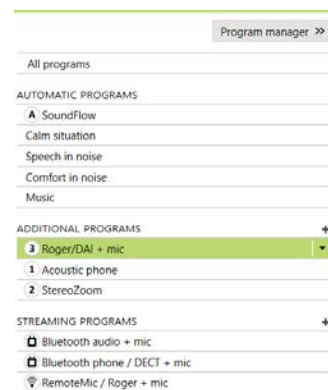 Program manager >>
All programs
AUTOMATIC PROGRAMS
A SoundFlow
Calm situation
Speech in noise
Comfort in noise
Music
ADDITIONAL PROGRAMS +
3 Roger/DAI + mic
1 Acoustic phone
2 StereoZoom
STREAMING PROGRAMS +
Bluetooth audio + mic
Bluetooth phone / DECT + mic
RemoteMic / Roger + mic